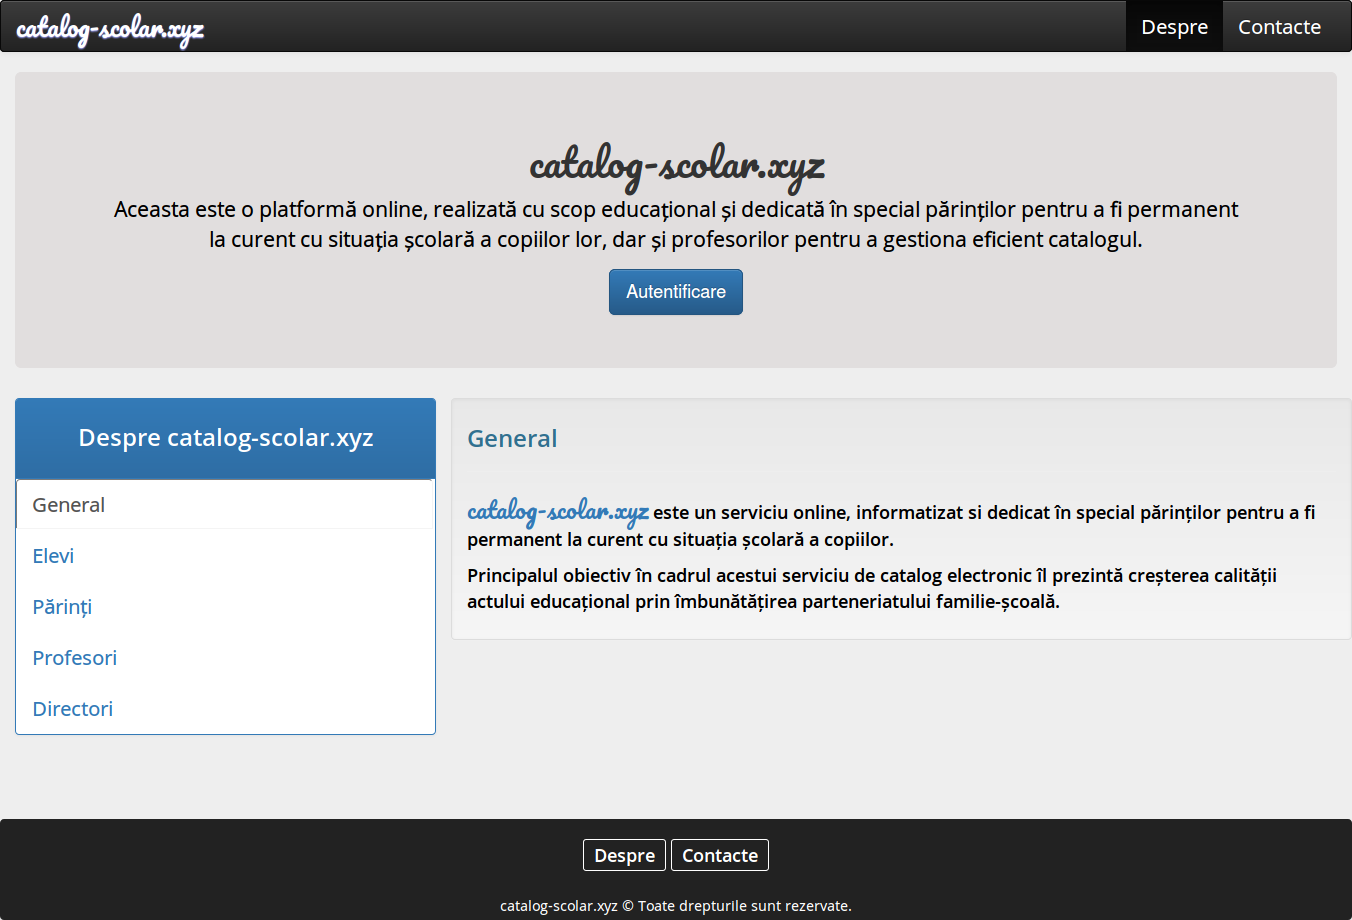 catalog-scolar.xyz
Despre
Contacte
catalog-scolar.xyz
Aceasta este o platformă online, realizată cu scop educațional și dedicată în special părinților pentru a fi permanent
la curent cu situația școlară a copiilor lor, dar și profesorilor pentru a gestiona eficient catalogul.
Autentificare
Despre catalog-scolar.xyz
General
Elevi
Părinți
Profesori
Directori
General
catalog-scolar.xyz este un serviciu online, informatizat si dedicat în special părinților pentru a fi
permanent la curent cu situația școlară a copiilor.
Principalul obiectiv în cadrul acestui serviciu de catalog electronic îl prezintă creșterea calității
actului educațional prin îmbunătățirea parteneriatului familie-școală.
Despre
Contacte
catalog-scolar.xyz © Toate drepturIle sunt rezervate.